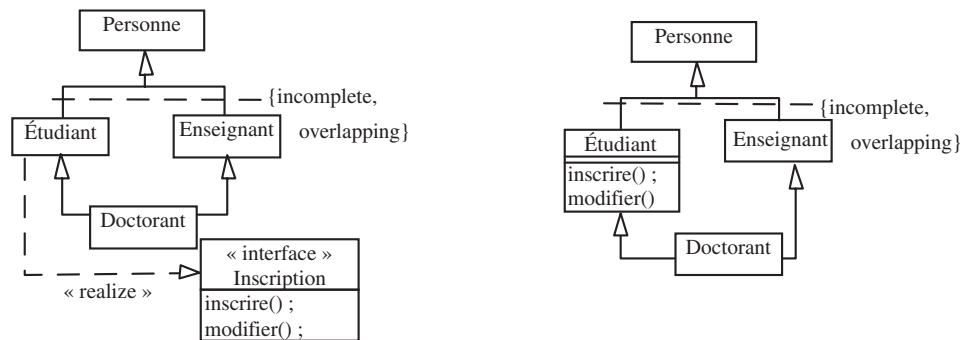 Personne
{incomplete,
overlapping}
Étudiant
Enseignant
Doctorant
« interface »
Inscription
« realize »
inscrire() ;
modifier() ;
Personne
{incomplete,
overlapping}
Étudiant
Enseignant
inscrire() ;
modifier()
Doctorant